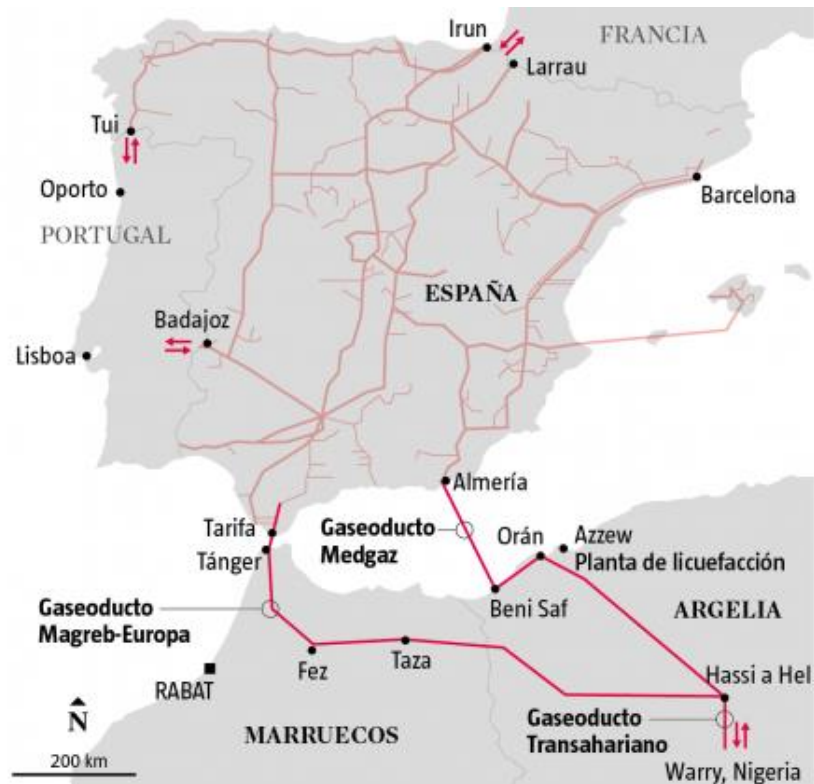 Irun
FRANCIA
Larrau
Tui
Oporto
Barcelona
PORTUGAL
ESPAÑA
Badajoz
Lisboa
Almería
Tarifa
Gaseoducto
Medgaz
Orán
Azzew
Planta de licuefacción
Tánger
Beni Saf
Gaseoducto
Magreb-Europa
ARGELIA
Fez
Taza
Hassi a Hel
RABAT
N
MARRUECOS
Gaseoducto
Transahariano
200 km
Warry, Nigeria